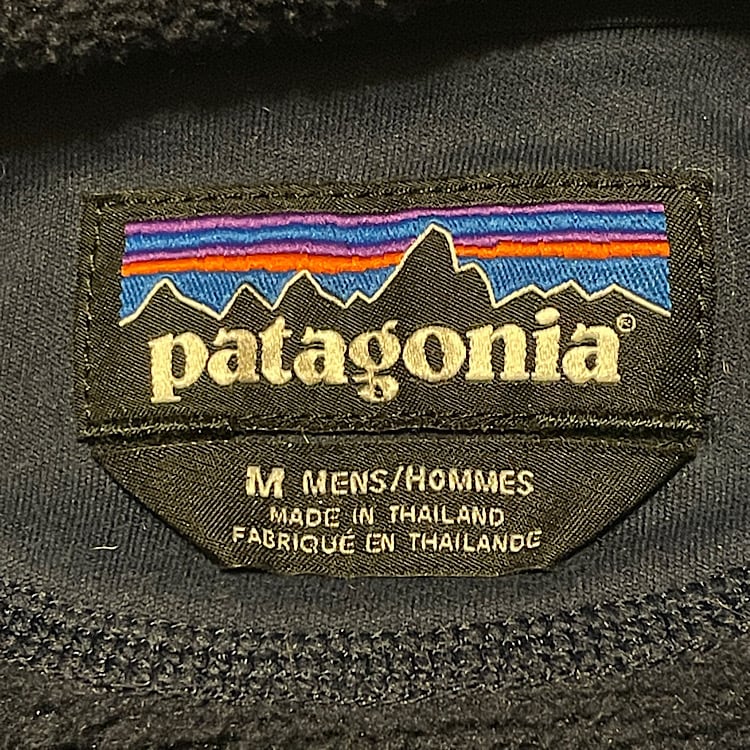 patagonia®
M MENS/HOMMES
MADE IN THAILAND
FABRIQUÉ EN THAILANDE